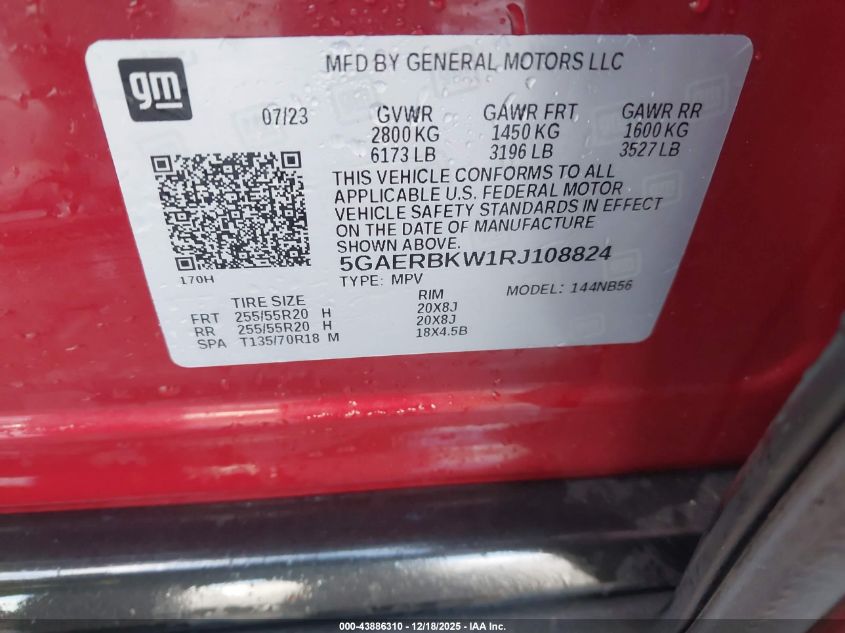 gm
MFD BY GENERAL MOTORS LLC
07/23 GVWR GAWR FRT GAWR RR
2800 KG 1450 KG 1600 KG
6173 LB 3196 LB 3527 LB
THIS VEHICLE CONFORMS TO ALL
APPLICABLE U.S. FEDERAL MOTOR
VEHICLE SAFETY STANDARDS IN EFFECT
ON THE DATE OF MANUFACTURE
SHOWN ABOVE.
5GAERBKW1RJ108824
170H
TYPE: MPV MODEL: 144NB56
TIRE SIZE RIM
FRT 255/55R20 H 20X8J
RR 255/55R20 H 20X8J
SPA T135/70R18 M 18X4.5B
000-43886310 - 12/18/2025 - IAA Inc.